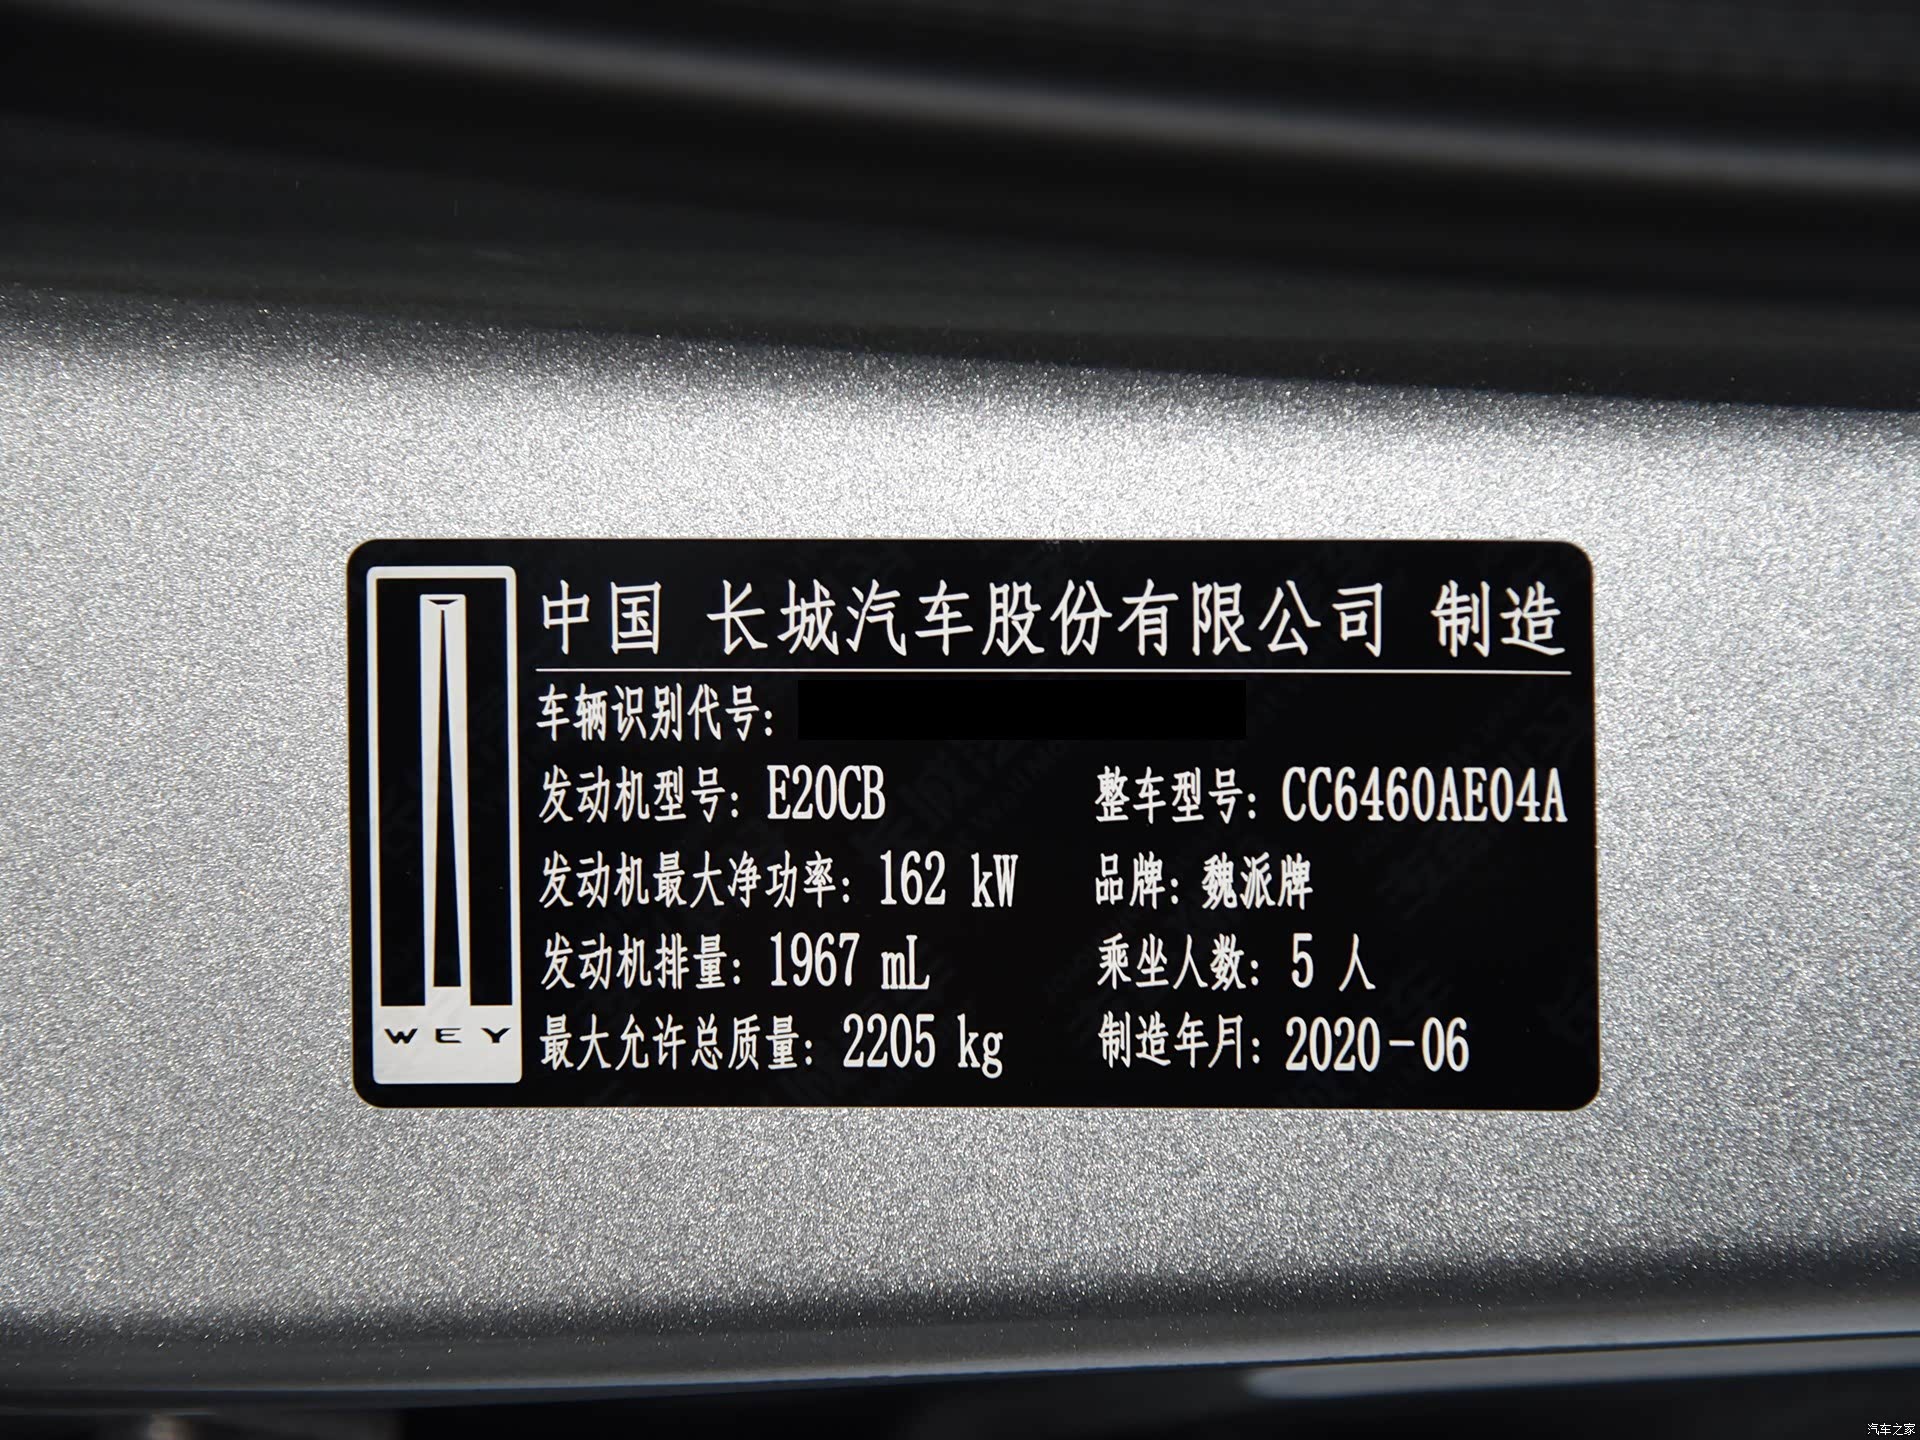 中国 长城汽车股份有限公司 制造
车辆识别代号:
发动机型号: E20CB 整车型号: CC6460AE04A
发动机最大净功率: 162 kW 品牌: 魏派牌
发动机排量: 1967 mL 乘坐人数: 5 人
最大允许总质量: 2205 kg 制造年月: 2020-06
WEY
汽车之家